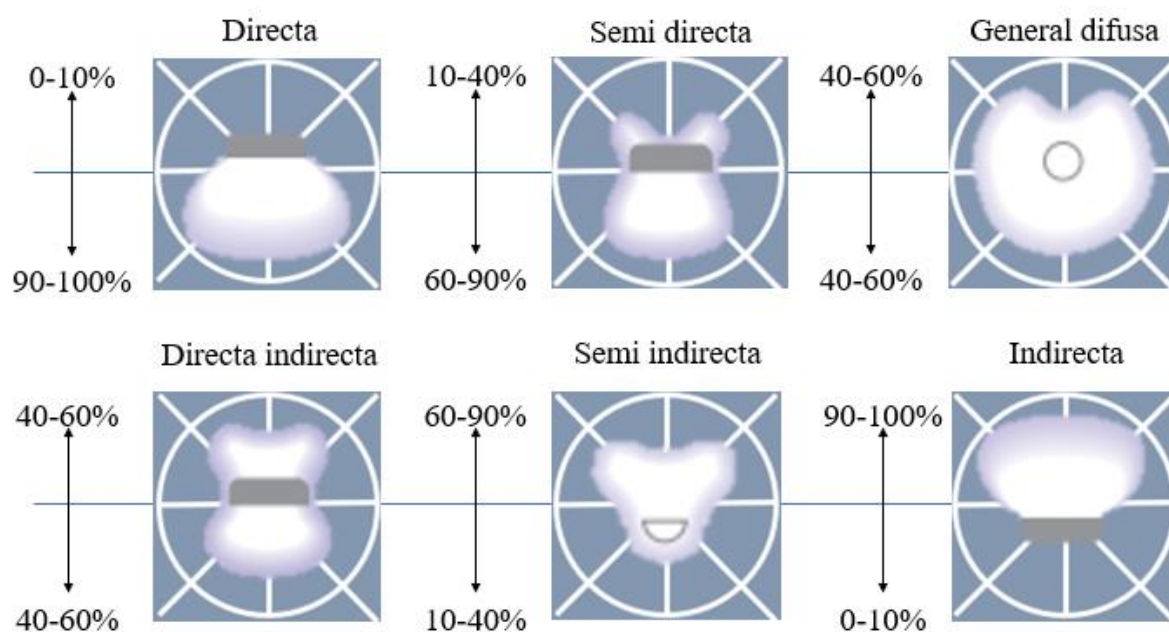 Directa
Semi directa
General difusa
0-10%
10-40%
40-60%
90-100%
60-90%
40-60%
Directa indirecta
Semi indirecta
Indirecta
40-60%
60-90%
90-100%
40-60%
10-40%
0-10%